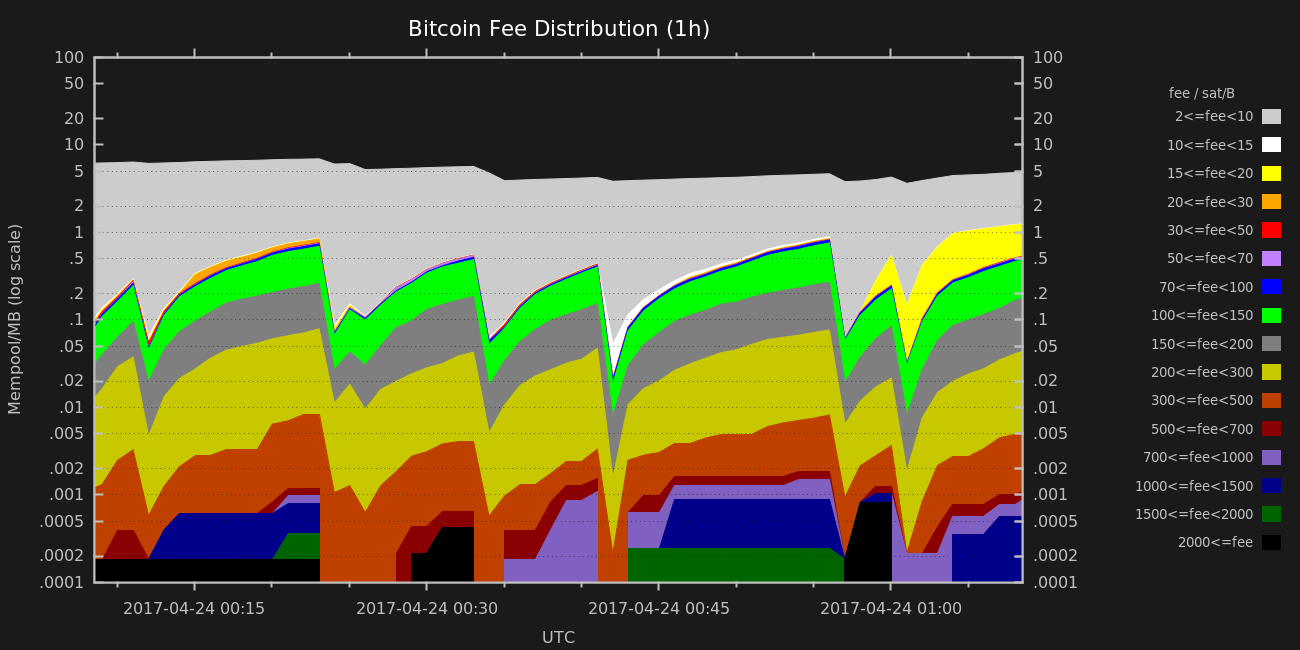 Bitcoin Fee Distribution (1h)
Mempool/MB (log scale)
100
50
20
10
5
2
1
.5
.2
.1
.05
.02
.01
.005
.002
.001
.0005
.0002
.0001
100
50
20
10
5
2
1
.5
.2
.1
.05
.02
.01
.005
.002
.001
.0005
.0002
.0001
fee / sat/B
2<=fee<10
10<=fee<15
15<=fee<20
20<=fee<30
30<=fee<50
50<=fee<70
70<=fee<100
100<=fee<150
150<=fee<200
200<=fee<300
300<=fee<500
500<=fee<700
700<=fee<1000
1000<=fee<1500
1500<=fee<2000
2000<=fee
2017-04-24 00:15
2017-04-24 00:30
2017-04-24 00:45
2017-04-24 01:00
UTC